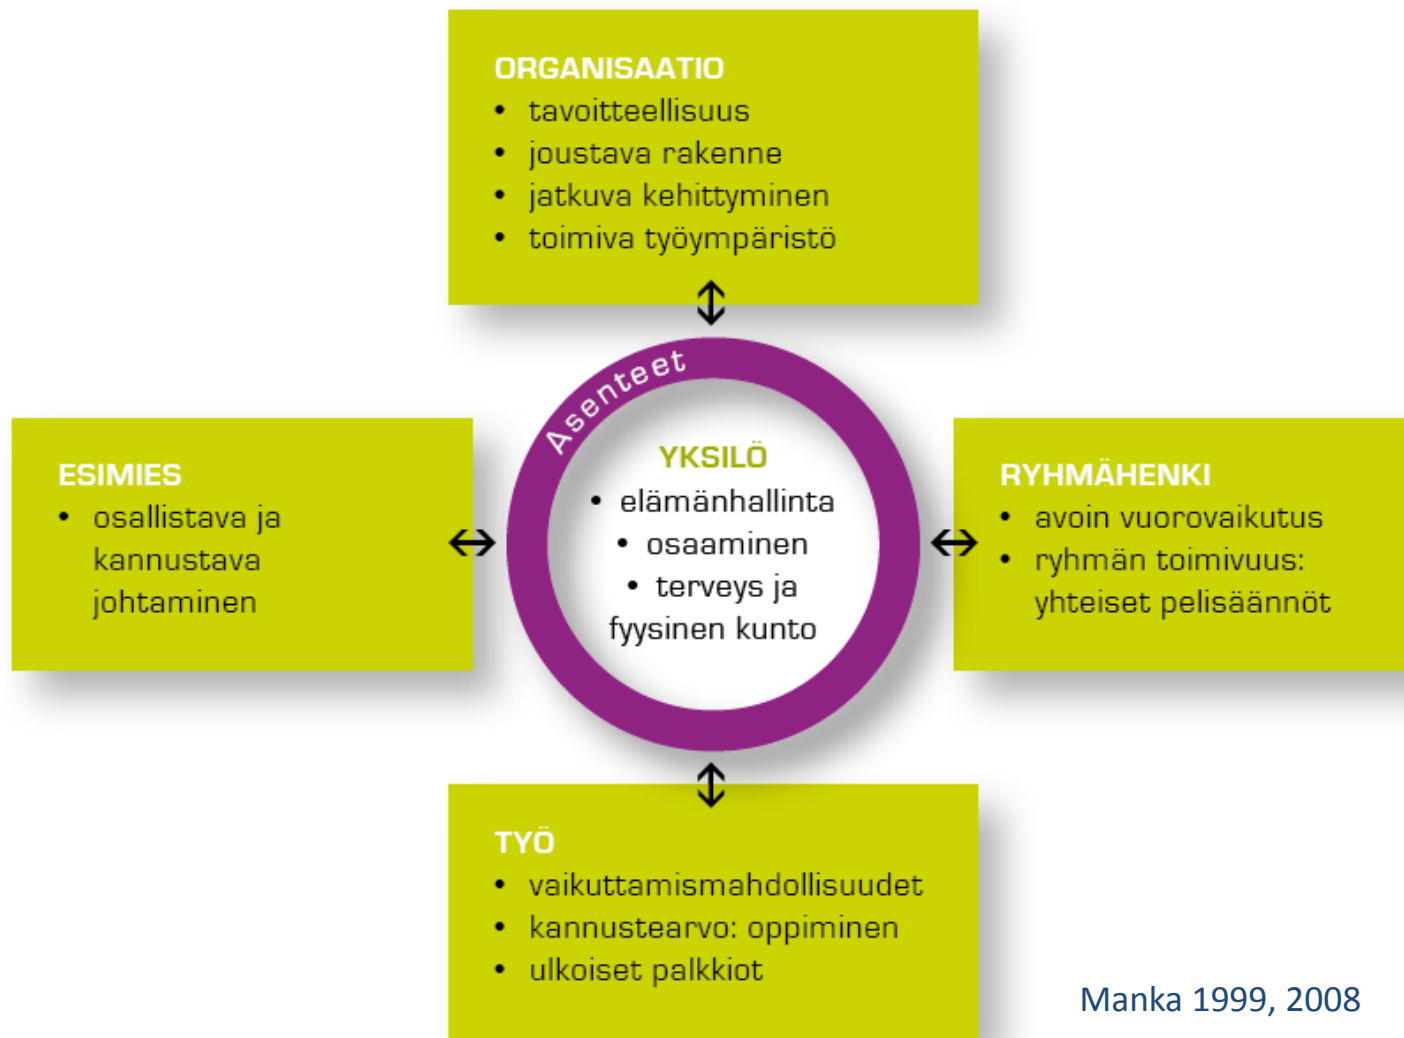 ORGANISAATIO
• tavoitteellisuus
• joustava rakenne
• jatkuva kehittyminen
• toimiva työympäristö
Asenteet
ESIMIES
• osallistava ja
kannustava
johtaminen
YKSILÖ
• elämänhallinta
• osaaminen
• terveys ja
fyysinen kunto
RYHMÄHENKI
• avoin vuorovaikutus
• ryhmän toimivuus:
yhteiset pelisäännöt
TYÖ
• vaikuttamismahdollisuudet
• kannustearvo: oppiminen
• ulkoiset palkkiot
Manka 1999, 2008